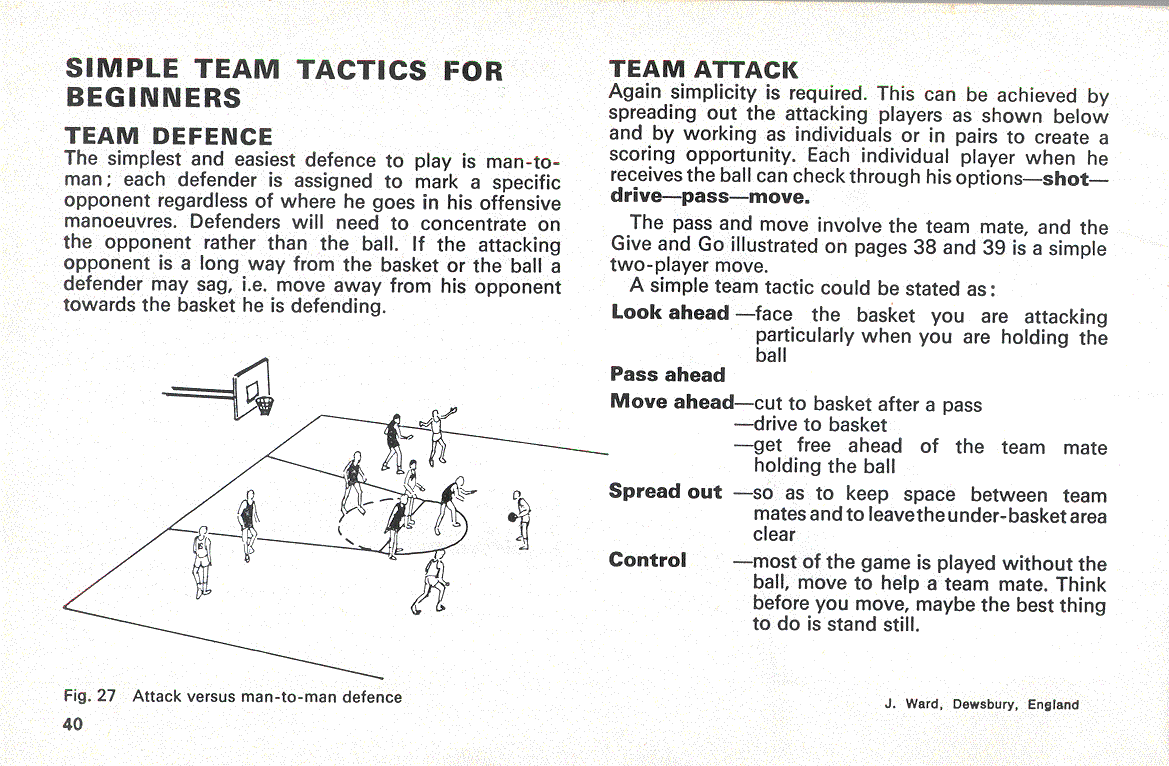 SIMPLE TEAM TACTICS FOR
BEGINNERS
TEAM DEFENCE
The simplest and easiest defence to play is man-to-
man; each defender is assigned to mark a specific
opponent regardless of where he goes in his offensive
manoeuvres. Defenders will need to concentrate on
the opponent rather than the ball. If the attacking
opponent is a long way from the basket or the ball a
defender may sag, i.e. move away from his opponent
towards the basket he is defending.
Fig. 27 Attack versus man-to-man defence
40
TEAM ATTACK
Again simplicity is required. This can be achieved by
spreading out the attacking players as shown below
and by working as individuals or in pairs to create a
scoring opportunity. Each individual player when he
receives the ball can check through his options—shot—
drive—pass—move.
The pass and move involve the team mate, and the
Give and Go illustrated on pages 38 and 39 is a simple
two-player move.
A simple team tactic could be stated as:
Look ahead —face the basket you are attacking
particularly when you are holding the
ball
Pass ahead
Move ahead—cut to basket after a pass
—drive to basket
—get free ahead of the team mate
holding the ball
Spread out —so as to keep space between team
mates and to leave the under-basket area
clear
Control —most of the game is played without the
ball, move to help a team mate. Think
before you move, maybe the best thing
to do is stand still.
J. Ward, Dewsbury, England